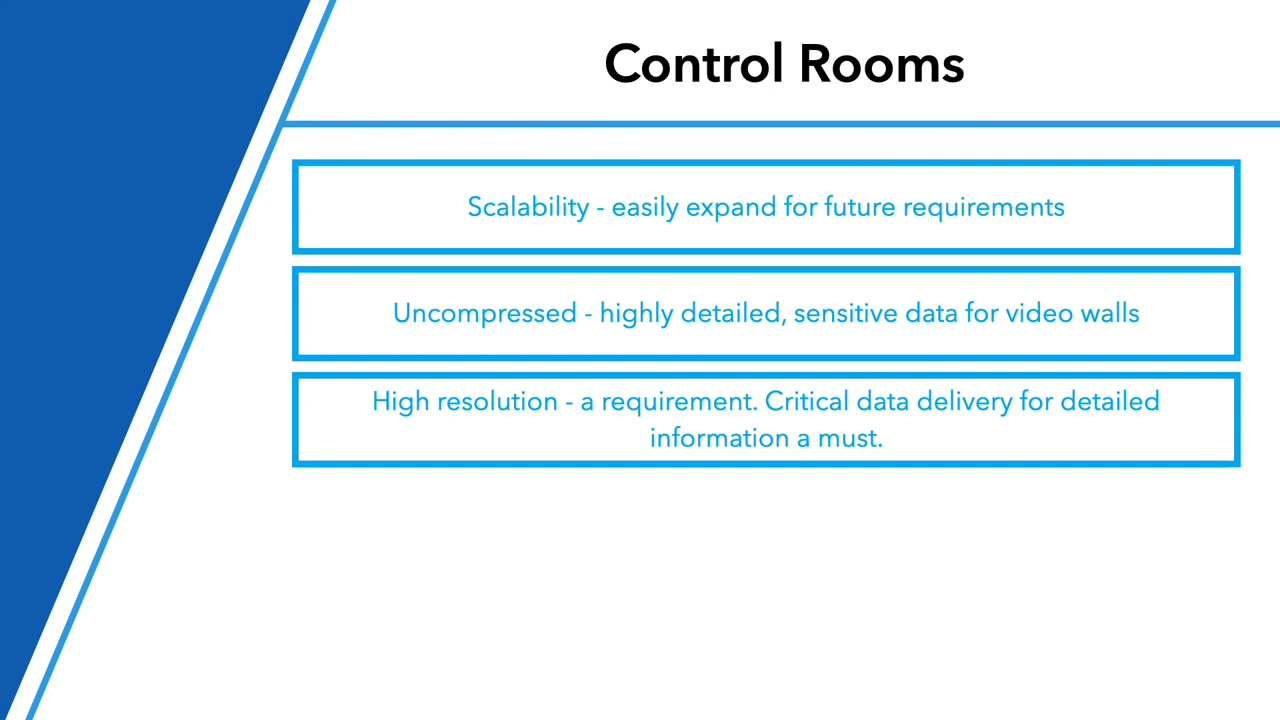 Control Rooms
Scalability - easily expand for future requirements
Uncompressed - highly detailed, sensitive data for video walls
High resolution - a requirement. Critical data delivery for detailed
information a must.